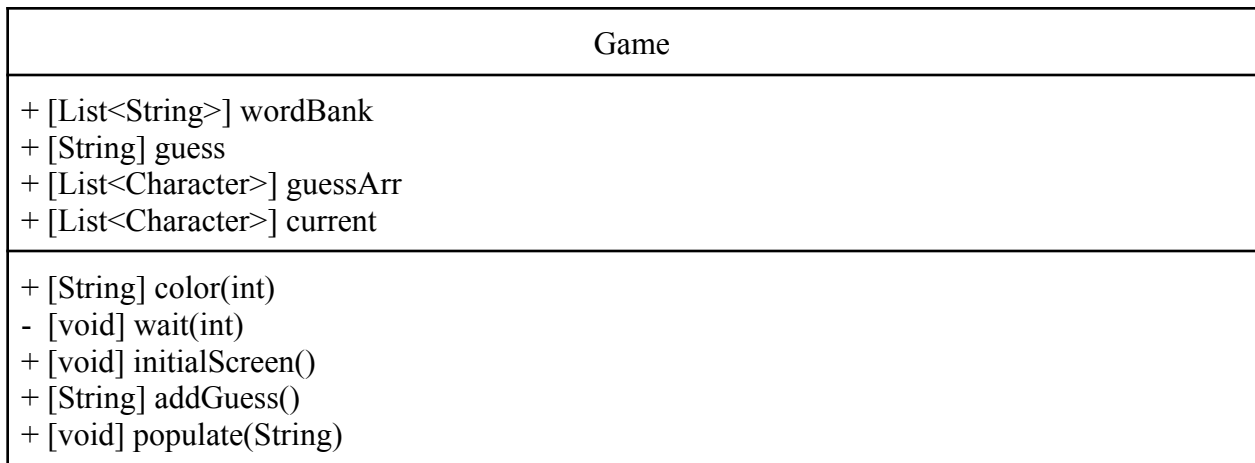 Game
+ [List<String>] wordBank
+ [String] guess
+ [List<Character>] guessArr
+ [List<Character>] current
+ [String] color(int)
- [void] wait(int)
+ [void] initialScreen()
+ [String] addGuess()
+ [void] populate(String)